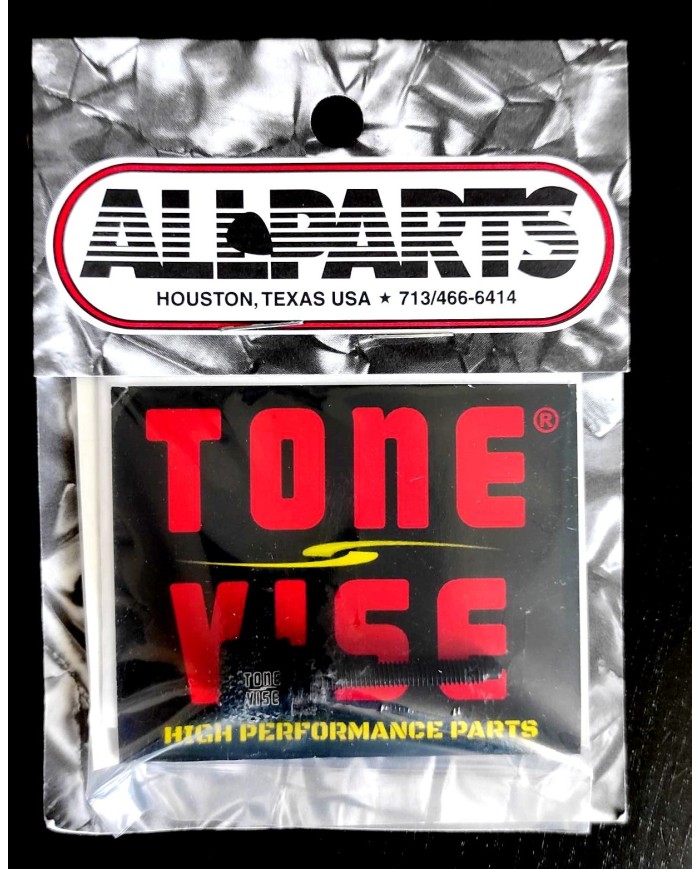 ALLPARTS
HOUSTON, TEXAS USA ★ 713/466-6414
TONE®
VISE
TONE
VISE
HIGH PERFORMANCE PARTS